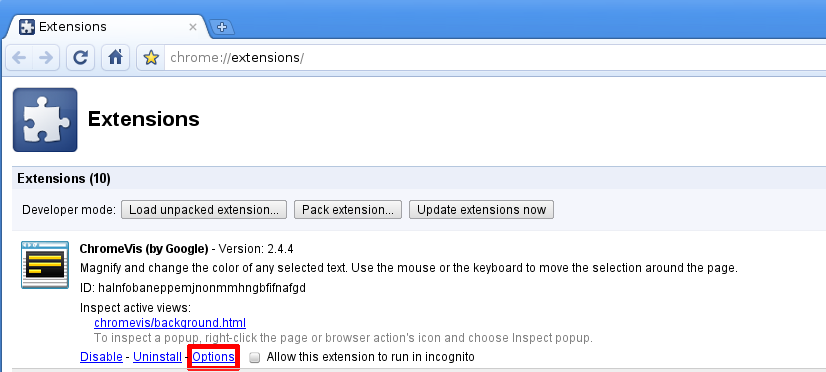 Extensions
chrome://extensions/
Extensions
Extensions (10)
Developer mode: Load unpacked extension... Pack extension... Update extensions now
ChromeVis (by Google) - Version: 2.4.4
Magnify and change the color of any selected text. Use the mouse or the keyboard to move the selection around the page.
ID: halnfobaneppemjnonmmhngbfifnafgd
Inspect active views:
chromevis/background.html
To inspect a popup, right-click the page or browser action's icon and choose Inspect popup.
Disable - Uninstall - Options Allow this extension to run in incognito